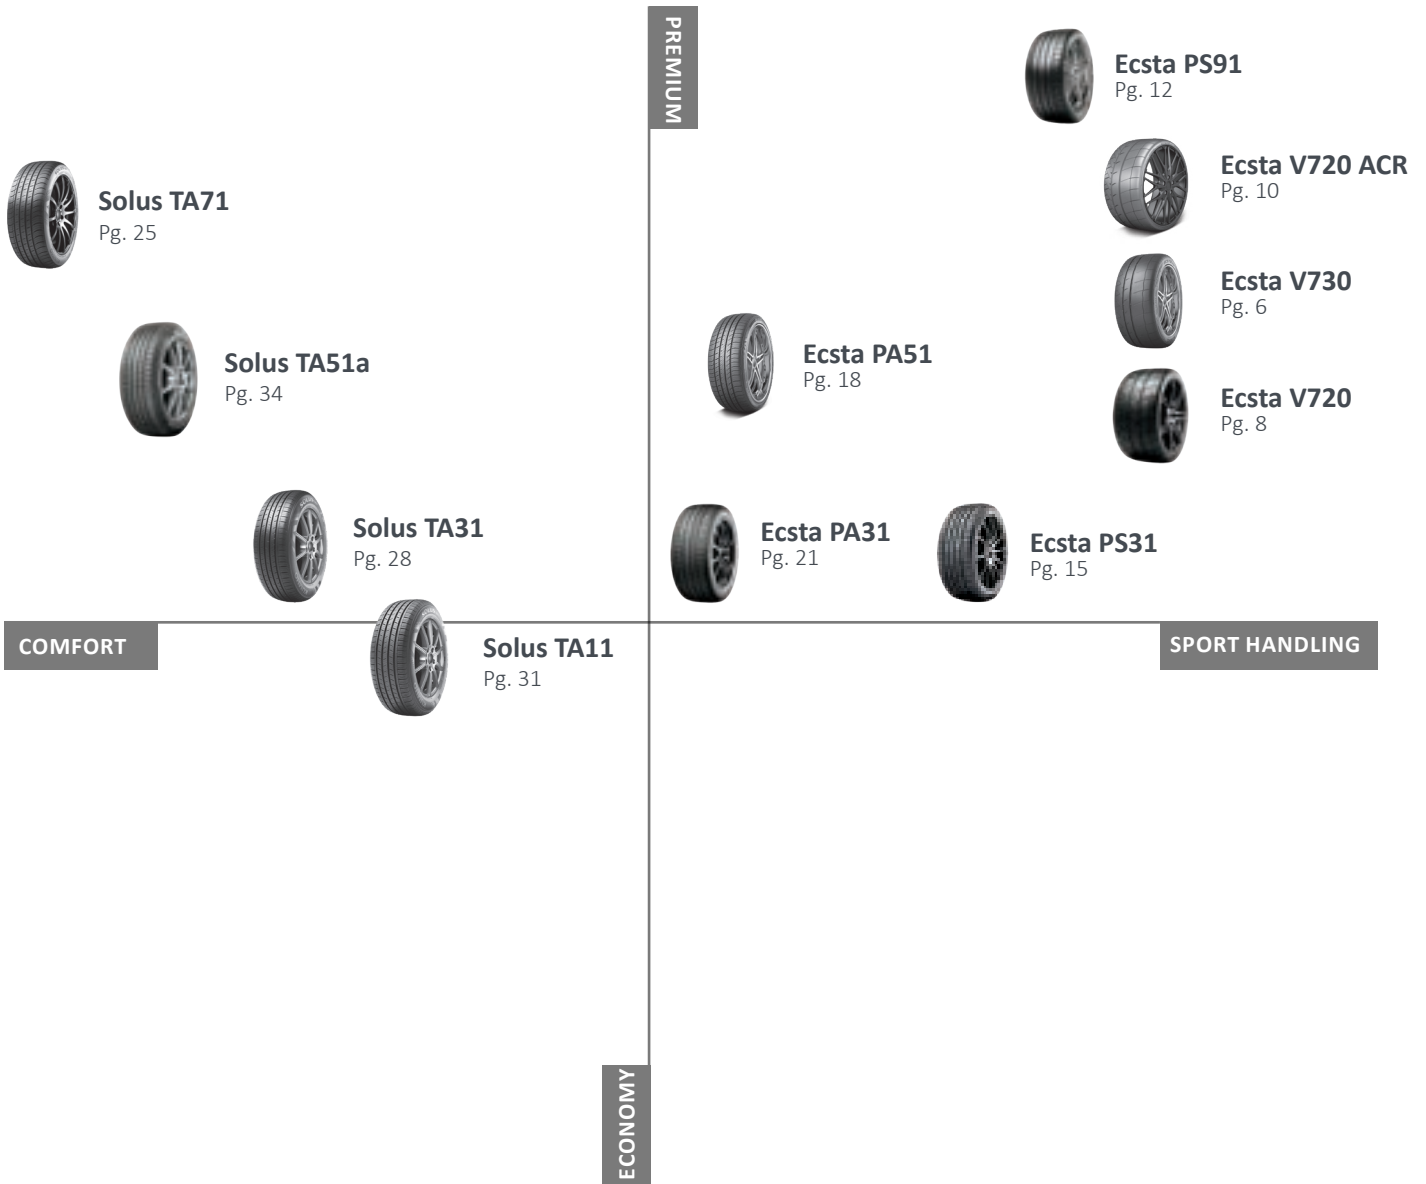 PREMIUM
Ecsta PS91
Pg. 12
Ecsta V720 ACR
Pg. 10
Solus TA71
Pg. 25
Ecsta V730
Pg. 6
Solus TA51a
Pg. 34
Ecsta PA51
Pg. 18
Ecsta V720
Pg. 8
Solus TA31
Pg. 28
Ecsta PA31
Pg. 21
Ecsta PS31
Pg. 15
COMFORT
Solus TA11
Pg. 31
SPORT HANDLING
ECONOMY